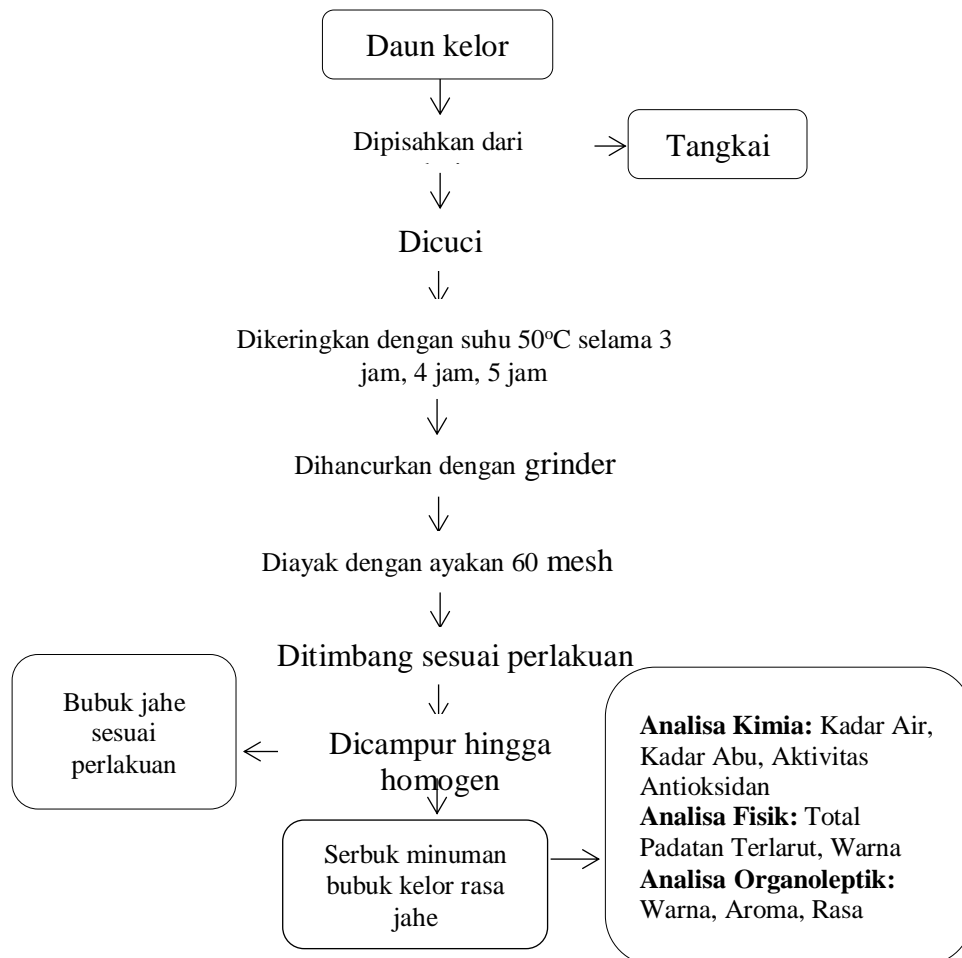 Daun kelor
Dipisahkan dari
Tangkai
Dicuci
Dikeringkan dengan suhu 50°C selama 3
jam, 4 jam, 5 jam
Dihancurkan dengan grinder
Diayak dengan ayakan 60 mesh
Ditimbang sesuai perlakuan
Bubuk jahe
sesuai
perlakuan
Dicampur hingga
homogen
Serbuk minuman
bubuk kelor rasa
jahe
Analisa Kimia: Kadar Air,
Kadar Abu, Aktivitas
Antioksidan
Analisa Fisik: Total
Padatan Terlarut, Warna
Analisa Organoleptik:
Warna, Aroma, Rasa